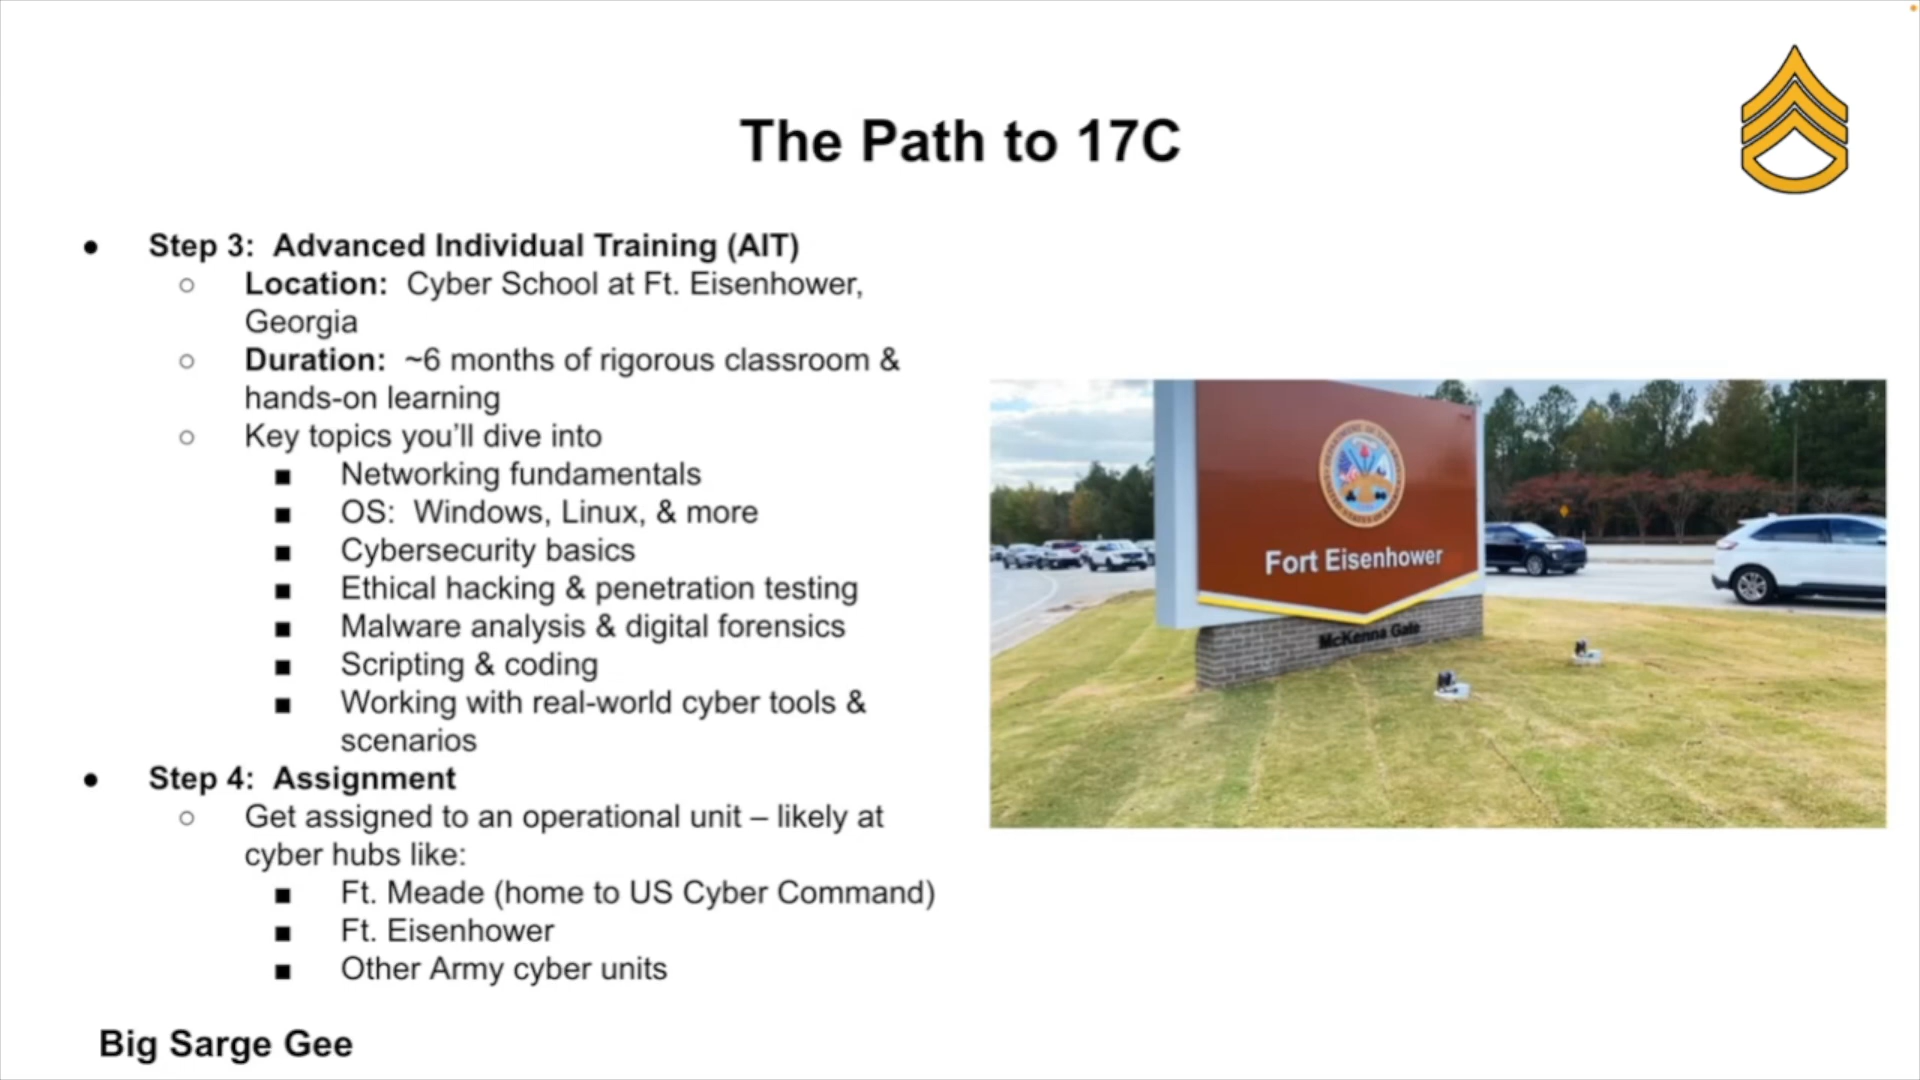 The Path to 17C
● Step 3: Advanced Individual Training (AIT)
○ Location: Cyber School at Ft. Eisenhower,
Georgia
○ Duration: ~6 months of rigorous classroom &
hands-on learning
○ Key topics you'll dive into
■ Networking fundamentals
■ OS: Windows, Linux, & more
■ Cybersecurity basics
■ Ethical hacking & penetration testing
■ Malware analysis & digital forensics
■ Scripting & coding
■ Working with real-world cyber tools &
scenarios
● Step 4: Assignment
○ Get assigned to an operational unit – likely at
cyber hubs like:
■ Ft. Meade (home to US Cyber Command)
■ Ft. Eisenhower
■ Other Army cyber units
Fort Eisenhower
McKenna Gate
Big Sarge Gee